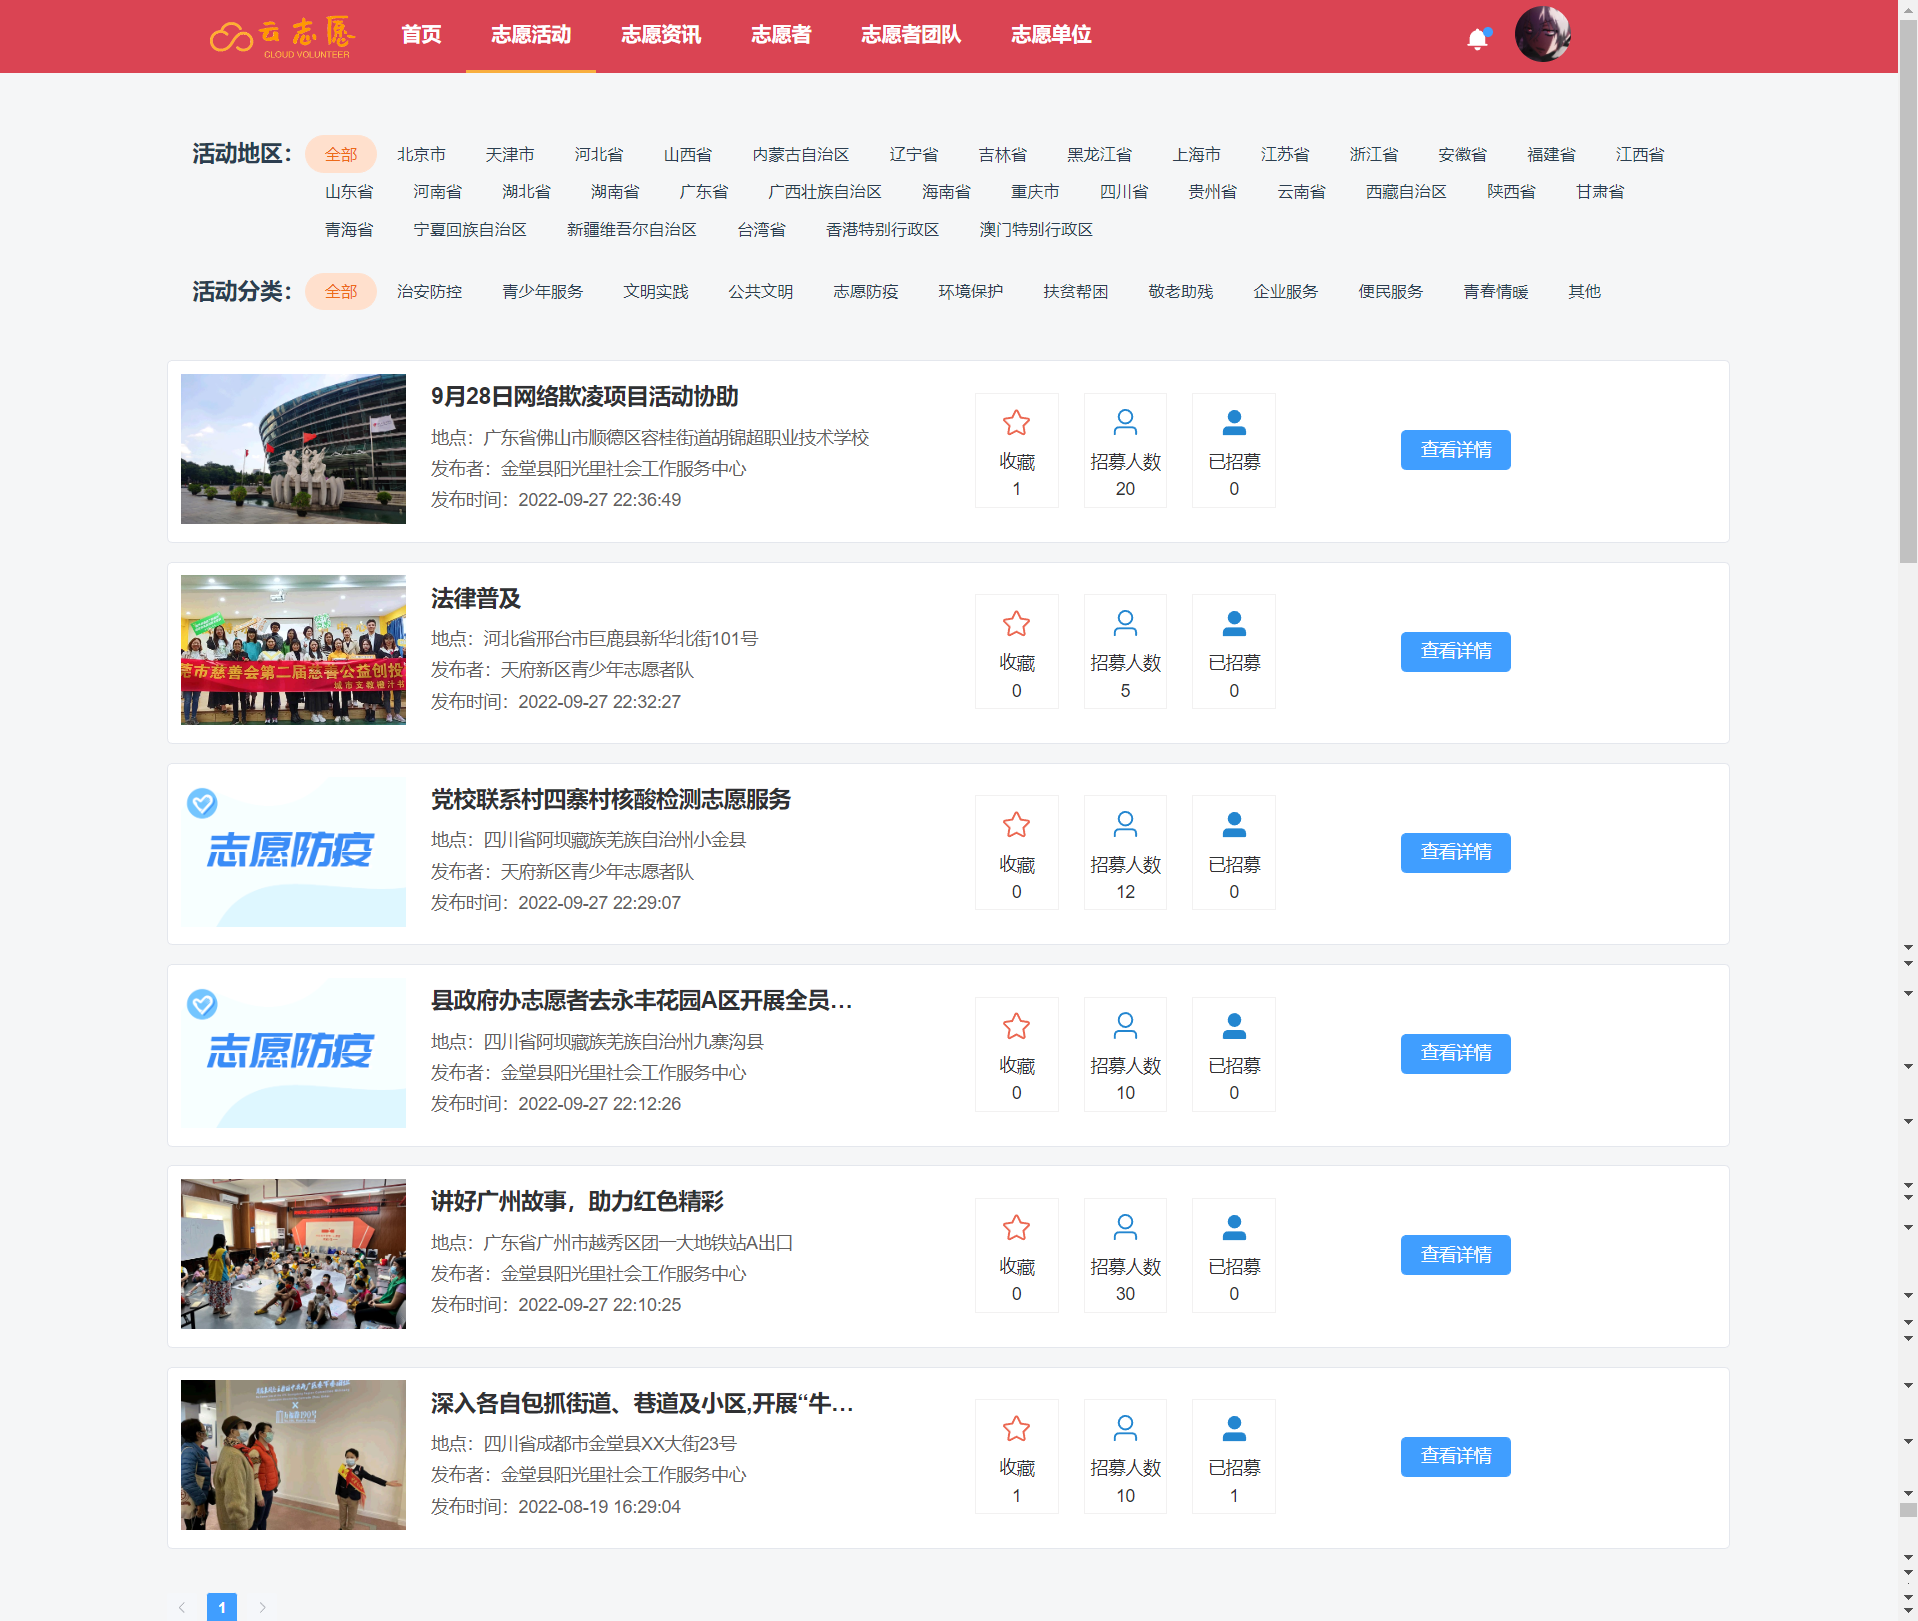 云志愿
CLOUD VOLUNTEER
首页 志愿活动 志愿资讯 志愿者 志愿者团队 志愿单位
活动地区： 全部 北京市 天津市 河北省 山西省 内蒙古自治区 辽宁省 吉林省 黑龙江省 上海市 江苏省 浙江省 安徽省 福建省 江西省
山东省 河南省 湖北省 湖南省 广东省 广西壮族自治区 海南省 重庆市 四川省 贵州省 云南省 西藏自治区 陕西省 甘肃省
青海省 宁夏回族自治区 新疆维吾尔自治区 台湾省 香港特别行政区 澳门特别行政区
活动分类： 全部 治安防控 青少年服务 文明实践 公共文明 志愿防疫 环境保护 扶贫帮困 敬老助残 企业服务 便民服务 青春情暖 其他
9月28日网络欺凌项目活动协助
地点：广东省佛山市顺德区容桂街道胡锦超职业技术学校
发布者：金堂县阳光里社会工作服务中心
发布时间：2022-09-27 22:36:49
收藏 招募人数 已招募
1 20 0
查看详情
莞市慈善会第二届慈善公益创投
城市支教橙汁书
法律普及
地点：河北省邢台市巨鹿县新华北街101号
发布者：天府新区青少年志愿者队
发布时间：2022-09-27 22:32:27
收藏 招募人数 已招募
0 5 0
查看详情
志愿防疫
党校联系村四寨村核酸检测志愿服务
地点：四川省阿坝藏族羌族自治州小金县
发布者：天府新区青少年志愿者队
发布时间：2022-09-27 22:29:07
收藏 招募人数 已招募
0 12 0
查看详情
志愿防疫
县政府办志愿者去永丰花园A区开展全员...
地点：四川省阿坝藏族羌族自治州九寨沟县
发布者：金堂县阳光里社会工作服务中心
发布时间：2022-09-27 22:12:26
收藏 招募人数 已招募
0 10 0
查看详情
讲好广州故事，助力红色精彩
地点：广东省广州市越秀区团一大地铁站A出口
发布者：金堂县阳光里社会工作服务中心
发布时间：2022-09-27 22:10:25
收藏 招募人数 已招募
0 30 0
查看详情
深入各自包抓街道、巷道及小区,开展“牛...
地点：四川省成都市金堂县XX大街23号
发布者：金堂县阳光里社会工作服务中心
发布时间：2022-08-19 16:29:04
收藏 招募人数 已招募
1 10 1
查看详情
1